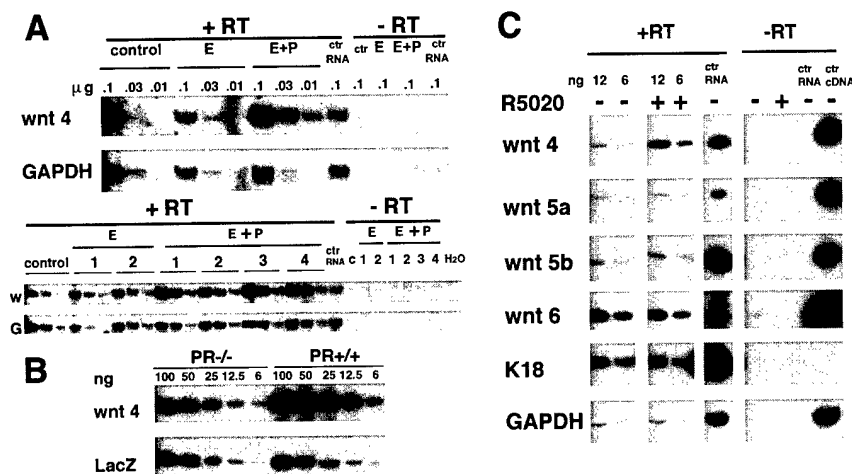 A
+ RT - RT
control E E+P ctr RNA ctr E E+P ctr RNA
μg .1 .03 .01 .1 .03 .01 .1 .03 .01 .1 .1 .1 .1 .1
wnt 4
GAPDH
+ RT - RT
E E + P E E + P
control 1 2 1 2 3 4 ctr RNA C 1 2 1 2 3 4 H2O
w
G
B
PR-/- PR+/+
ng 100 50 25 12.5 6 100 50 25 12.5 6
wnt 4
LacZ
C
+RT -RT
ng 12 6 12 6 ctr RNA ctr RNA ctr cDNA
R5020 - - + + - - + - -
wnt 4
wnt 5a
wnt 5b
wnt 6
K18
GAPDH